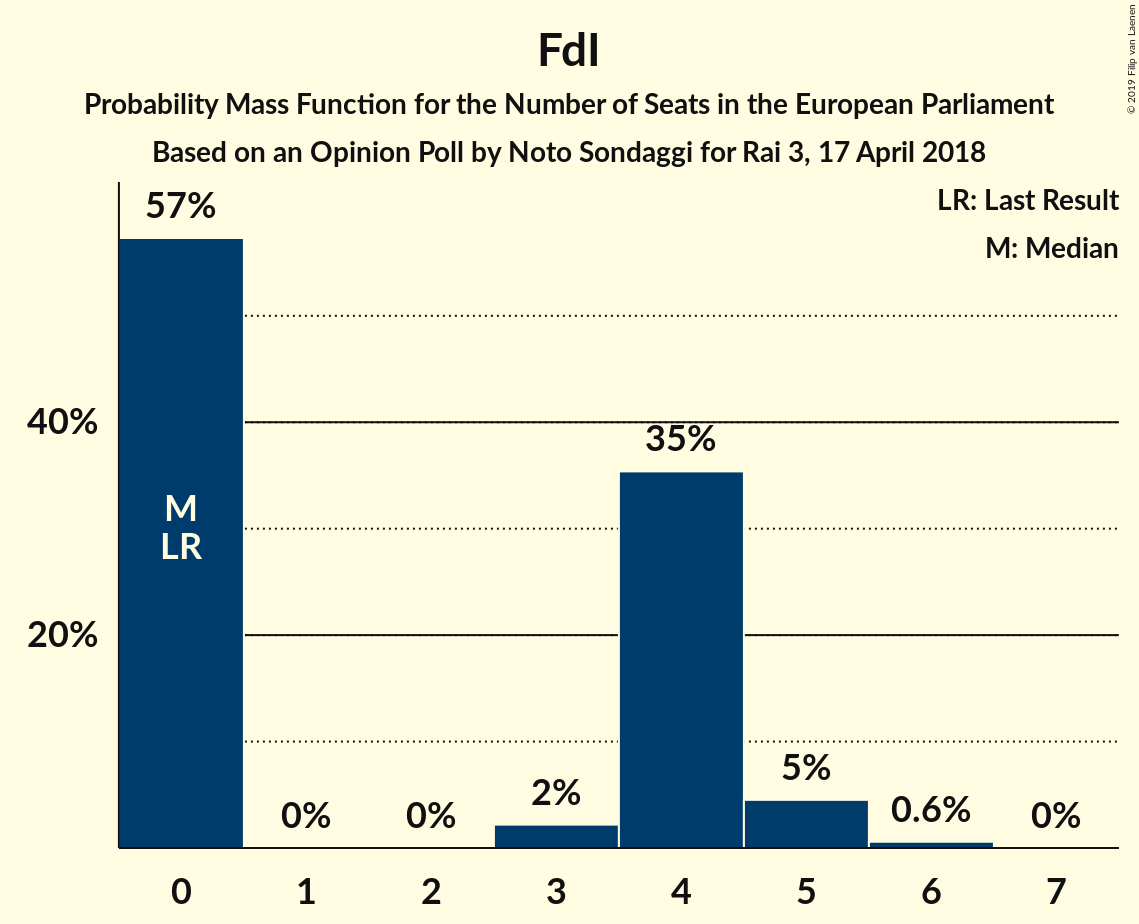 FdI
Probability Mass Function for the Number of Seats in the European Parliament
Based on an Opinion Poll by Noto Sondaggi for Rai 3, 17 April 2018
© 2019 Filip van Laenen
LR: Last Result
M: Median
57%
40%
35%
M
LR
20%
5%
2%
0.6%
0%
0%
0%
0 1 2 3 4 5 6 7